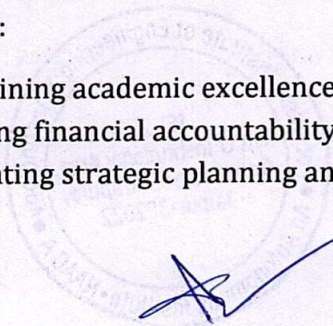 :
ining academic excellence
ng financial accountability
ating strategic planning an